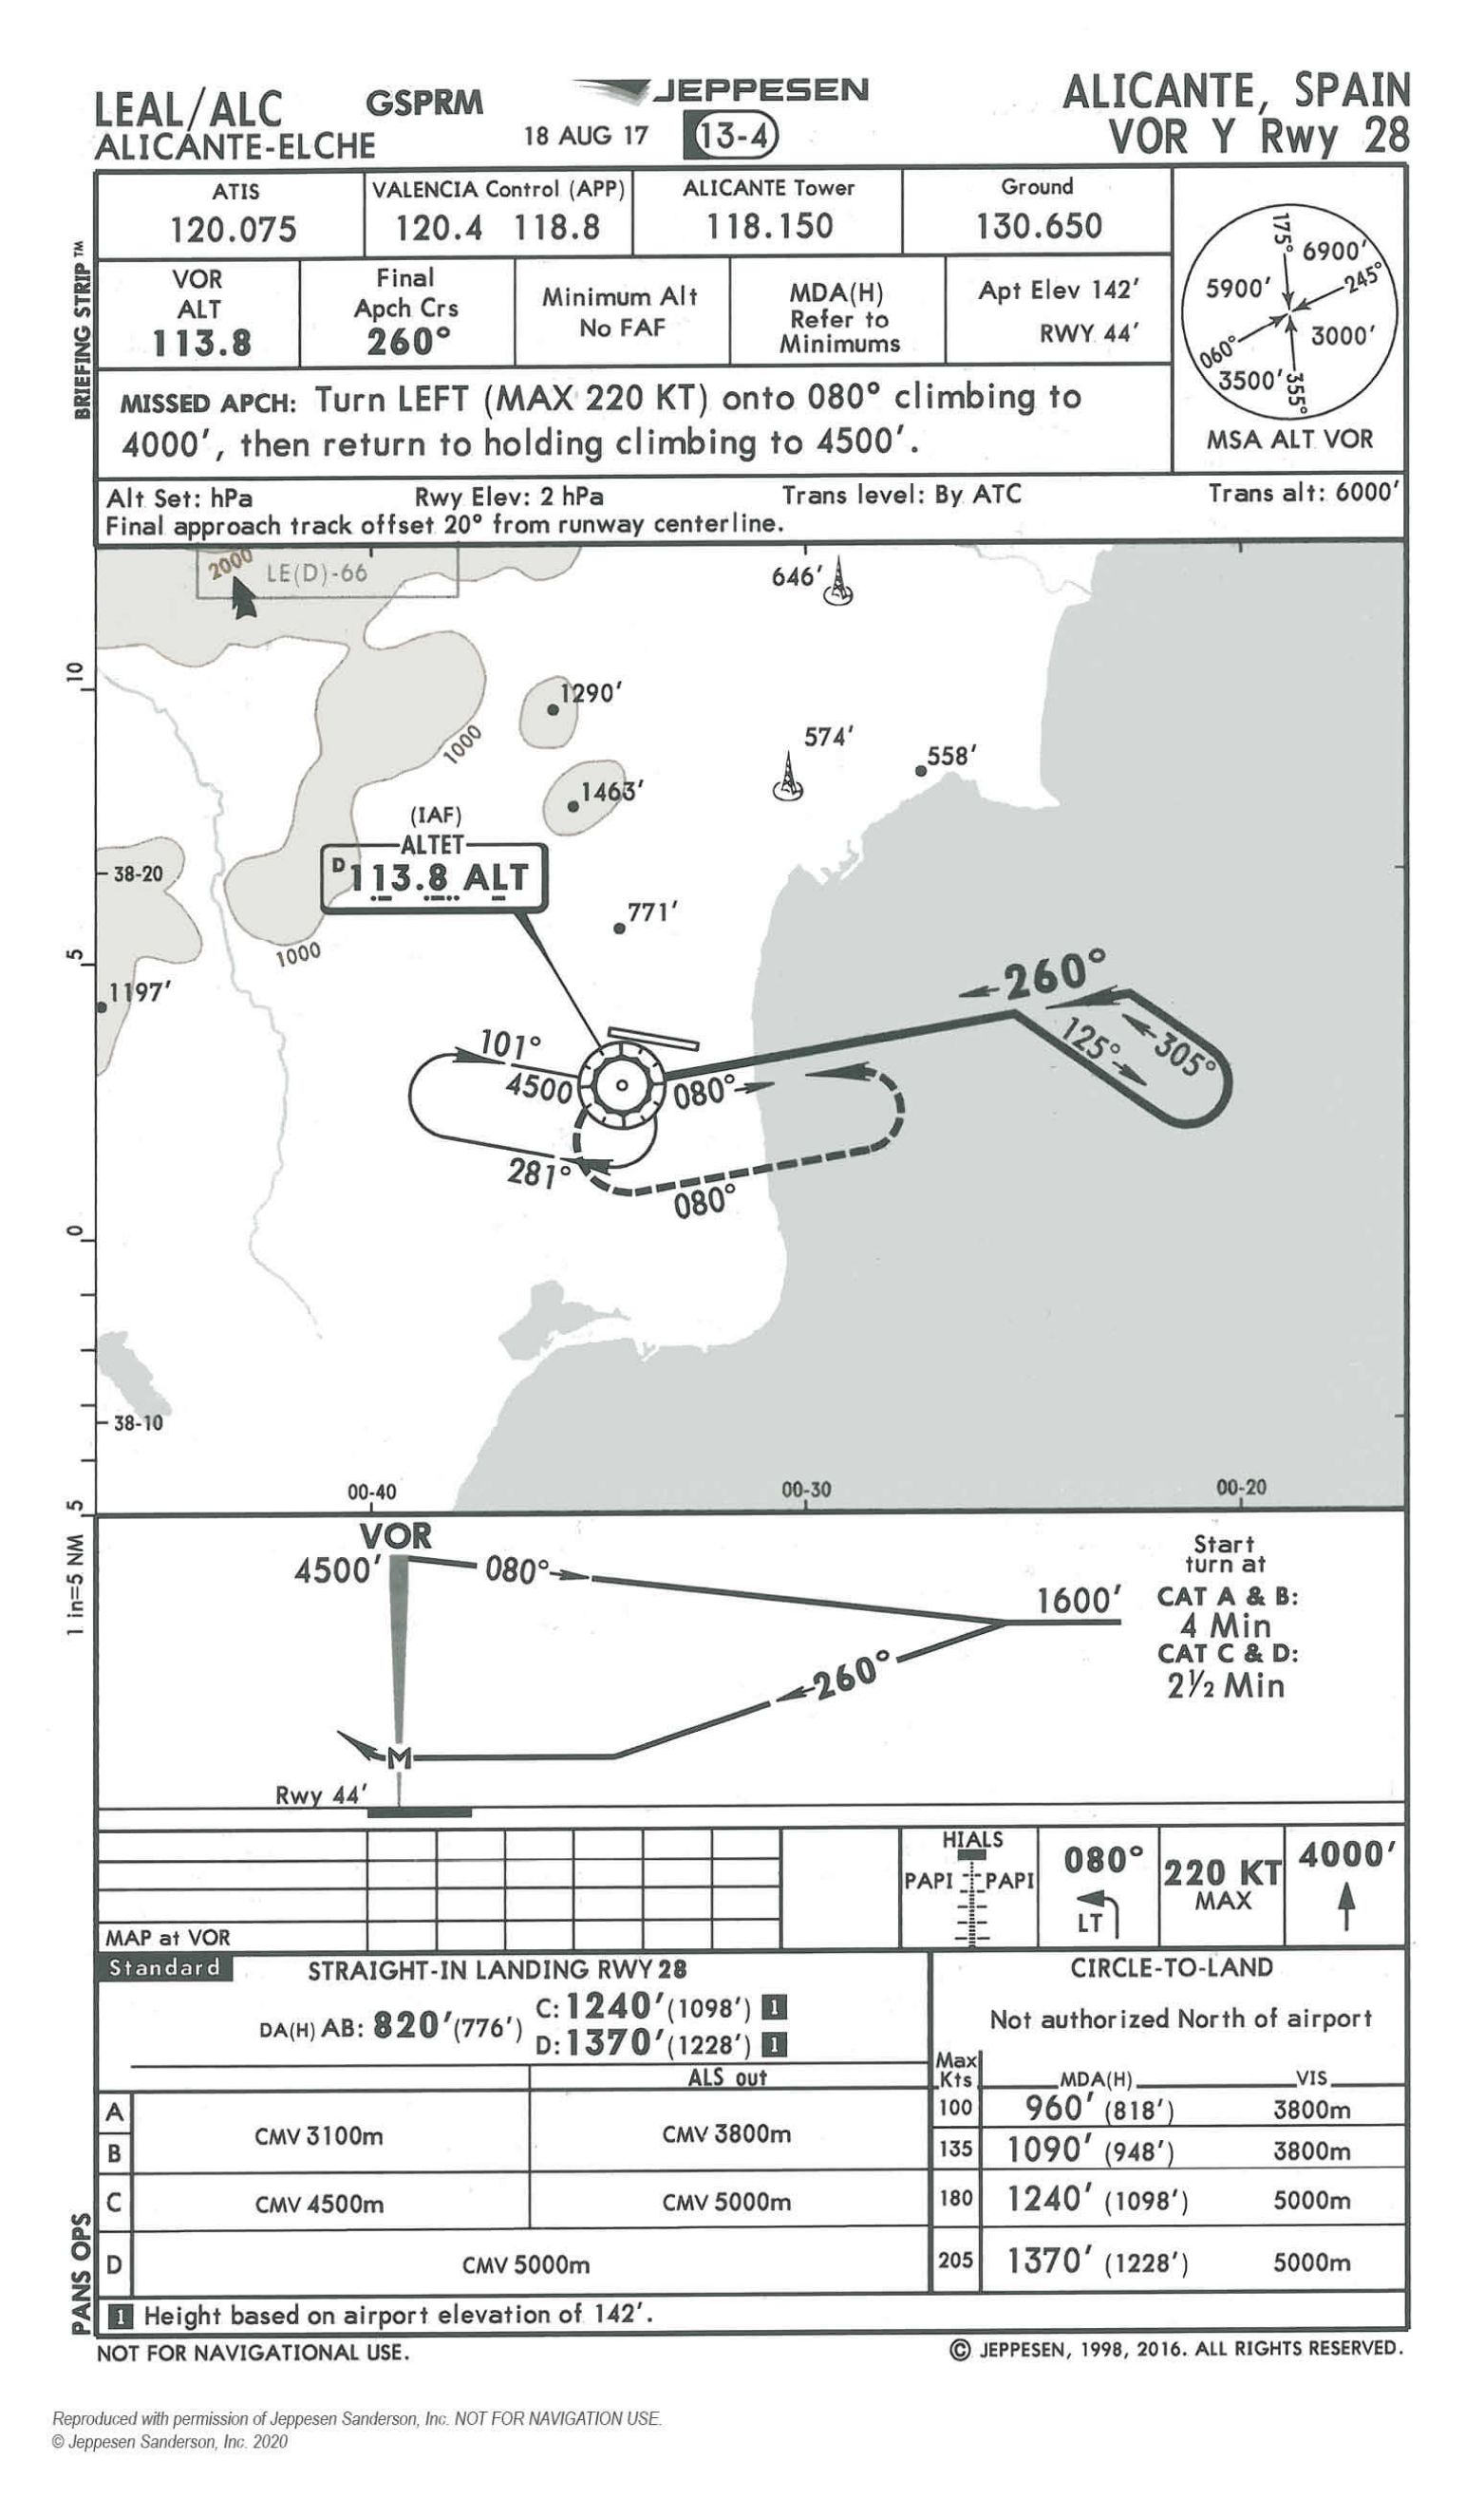 LEAL/ALC
ALICANTE-ELCHE
GSPRM
JEPPESEN
18 AUG 17
13-4
ALICANTE, SPAIN
VOR Y Rwy 28
BRIEFING STRIP™
ATIS
120.075
VALENCIA Control (APP)
120.4 118.8
ALICANTE Tower
118.150
Ground
130.650
VOR
ALT
113.8
Final
Apch Crs
260°
Minimum Alt
No FAF
MDA(H)
Refer to
Minimums
Apt Elev 142'
RWY 44'
175°
6900'
5900'
245°
3000'
060°
3500'
355°
MSA ALT VOR
MISSED APCH: Turn LEFT (MAX 220 KT) onto 080° climbing to
4000', then return to holding climbing to 4500'.
Alt Set: hPa Rwy Elev: 2 hPa Trans level: By ATC Trans alt: 6000'
Final approach track offset 20° from runway centerline.
2000
LE(D)-66
646'
10
1290'
1000
574'
558'
1463'
(IAF)
ALTET
D 113.8 ALT
38-20
771'
1000
5
1197'
260°
125°
305°
101°
4500
080°
281°
080°
0
38-10
00-40
00-30
00-20
5
1 in=5 NM
VOR
4500'
080°
1600'
260°
Start
turn at
CAT A & B:
4 Min
CAT C & D:
2½ Min
M
Rwy 44'
MAP at VOR
HIALS
PAPI PAPI
080°
LT
220 KT
MAX
4000'
Standard
STRAIGHT-IN LANDING RWY 28
DA(H) AB: 820'(776')
C: 1240'(1098') 1
D: 1370'(1228') 1
ALS out
CIRCLE-TO-LAND
Not authorized North of airport
Max
Kts
MDA(H)
VIS
A
B
CMV 3100m
CMV 3800m
100 960' (818') 3800m
135 1090' (948') 3800m
C
CMV 4500m
CMV 5000m
180 1240' (1098') 5000m
D
CMV 5000m
205 1370' (1228') 5000m
PANS OPS
1 Height based on airport elevation of 142'.
NOT FOR NAVIGATIONAL USE.
© JEPPESEN, 1998, 2016. ALL RIGHTS RESERVED.
Reproduced with permission of Jeppesen Sanderson, Inc. NOT FOR NAVIGATION USE.
© Jeppesen Sanderson, Inc. 2020